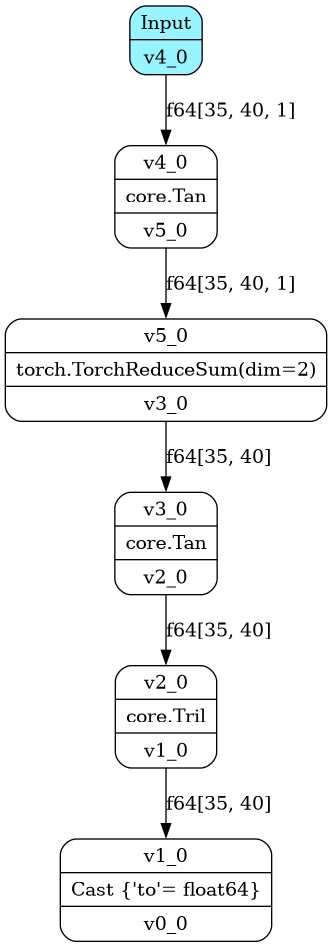 Input
v4_0
f64[35, 40, 1]
v4_0
core.Tan
v5_0
f64[35, 40, 1]
v5_0
torch.TorchReduceSum(dim=2)
v3_0
f64[35, 40]
v3_0
core.Tan
v2_0
f64[35, 40]
v2_0
core.Tril
v1_0
f64[35, 40]
v1_0
Cast {'to'= float64}
v0_0